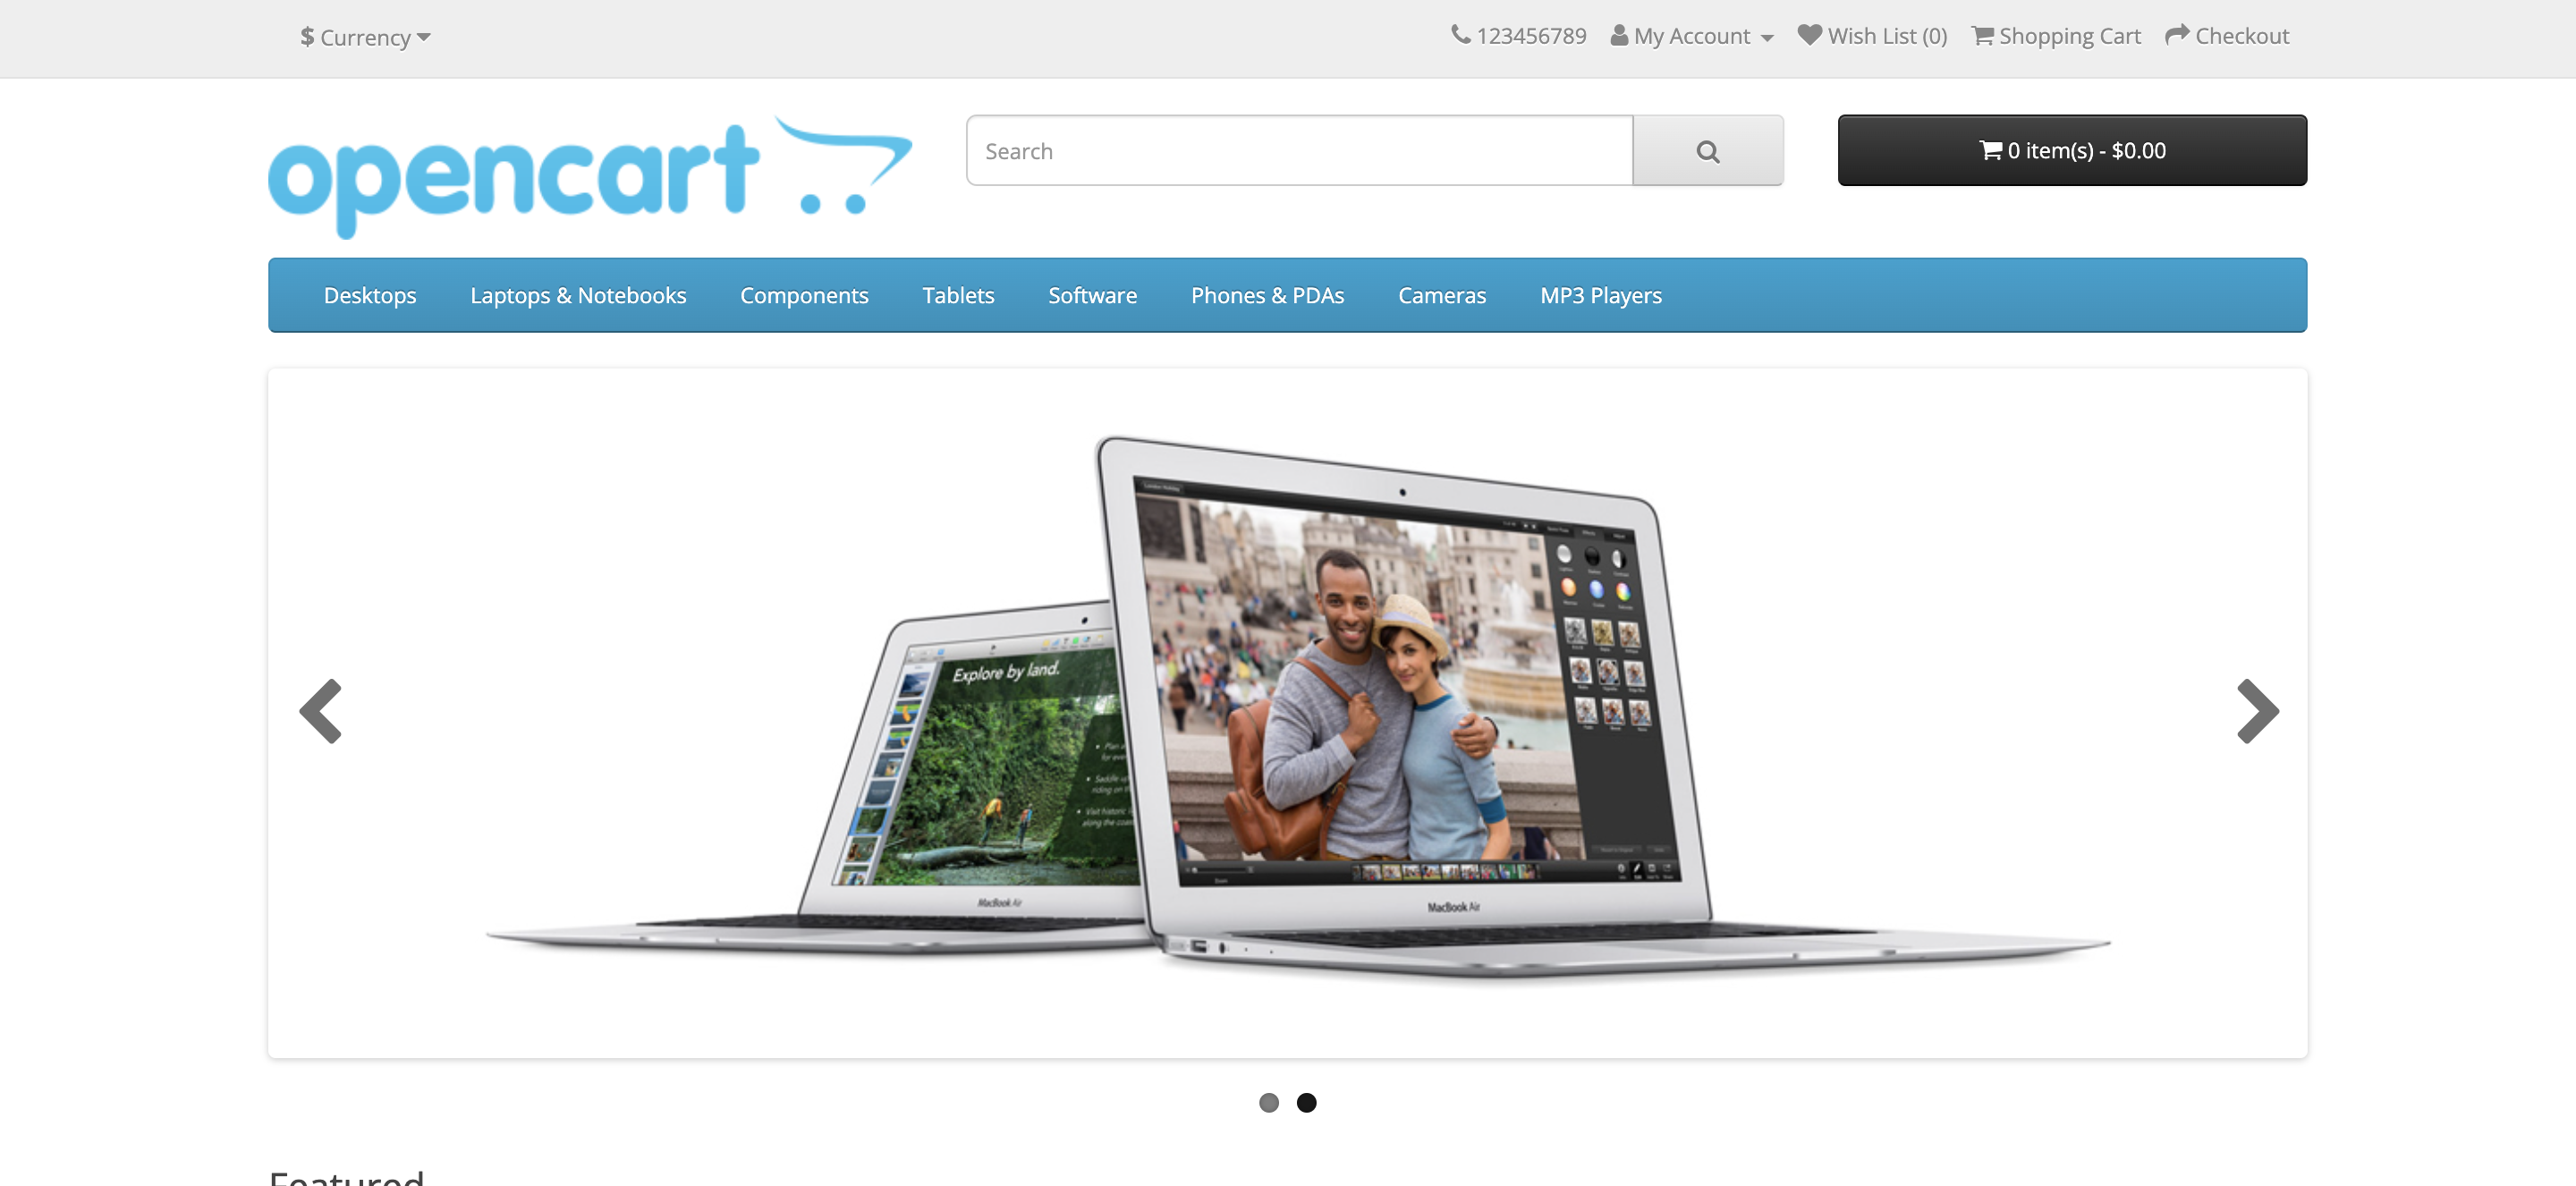 $ Currency
123456789 My Account Wish List (0) Shopping Cart Checkout
opencart
Search
0 item(s) - $0.00
Desktops Laptops & Notebooks Components Tablets Software Phones & PDAs Cameras MP3 Players
Explore by land.
MacBook Air
MacBook Air
Featured